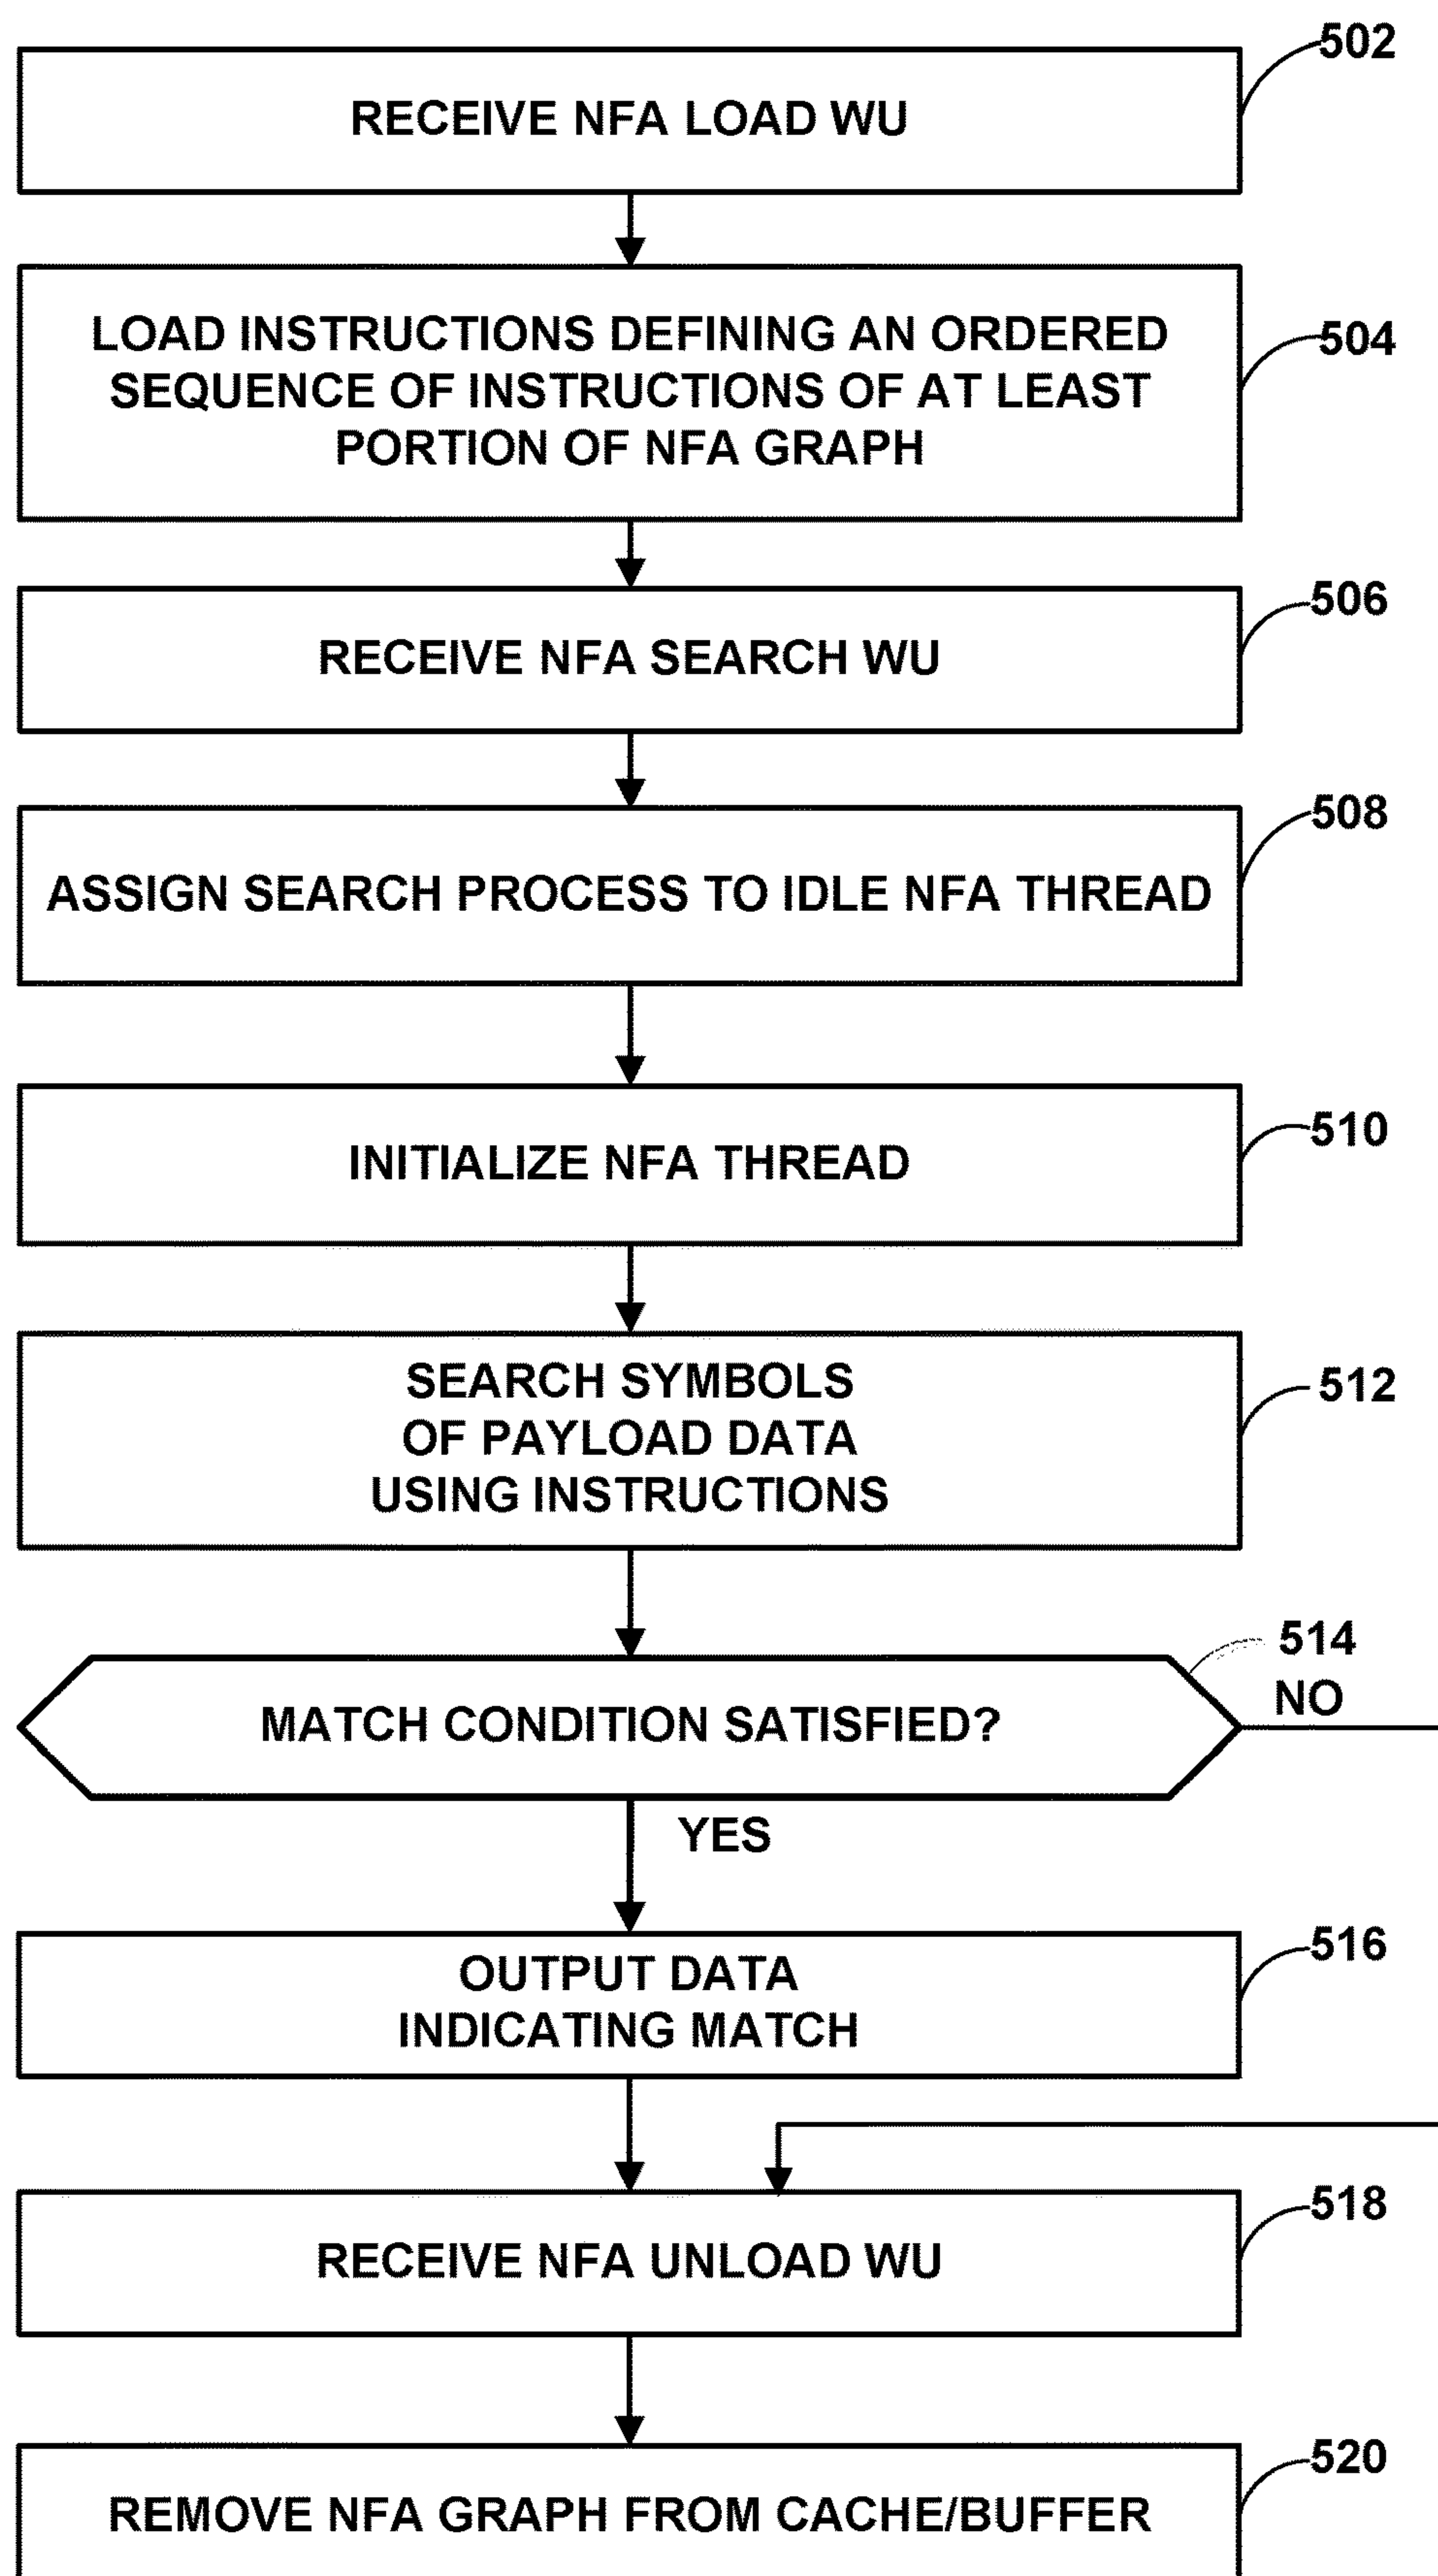 502
RECEIVE NFA LOAD WU
504
LOAD INSTRUCTIONS DEFINING AN ORDERED
SEQUENCE OF INSTRUCTIONS OF AT LEAST
PORTION OF NFA GRAPH
506
RECEIVE NFA SEARCH WU
508
ASSIGN SEARCH PROCESS TO IDLE NFA THREAD
510
INITIALIZE NFA THREAD
512
SEARCH SYMBOLS
OF PAYLOAD DATA
USING INSTRUCTIONS
514
NO
MATCH CONDITION SATISFIED?
YES
516
OUTPUT DATA
INDICATING MATCH
518
RECEIVE NFA UNLOAD WU
520
REMOVE NFA GRAPH FROM CACHE/BUFFER